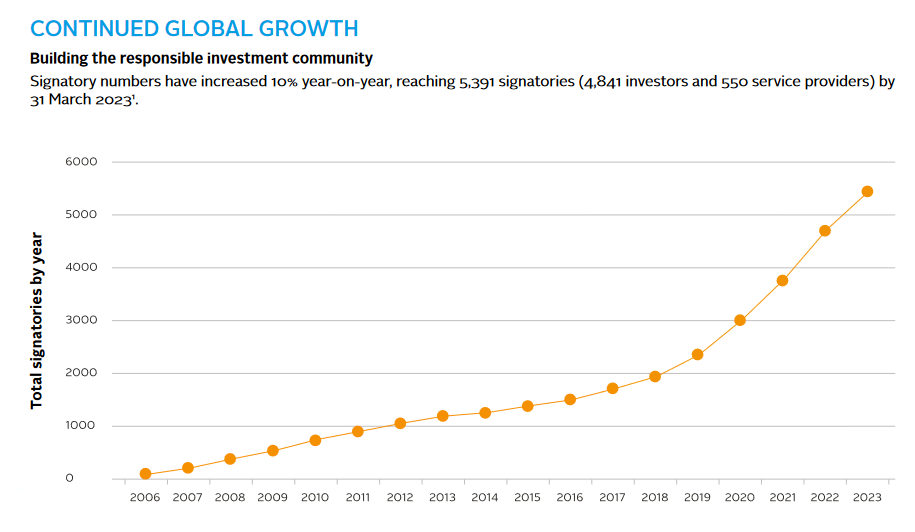 CONTINUED GLOBAL GROWTH
Building the responsible investment community
Signatory numbers have increased 10% year-on-year, reaching 5,391 signatories (4,841 investors and 550 service providers) by
31 March 2023¹.
6000
5000
4000
3000
2000
1000
0
Total signatories by year
2006 2007 2008 2009 2010 2011 2012 2013 2014 2015 2016 2017 2018 2019 2020 2021 2022 2023